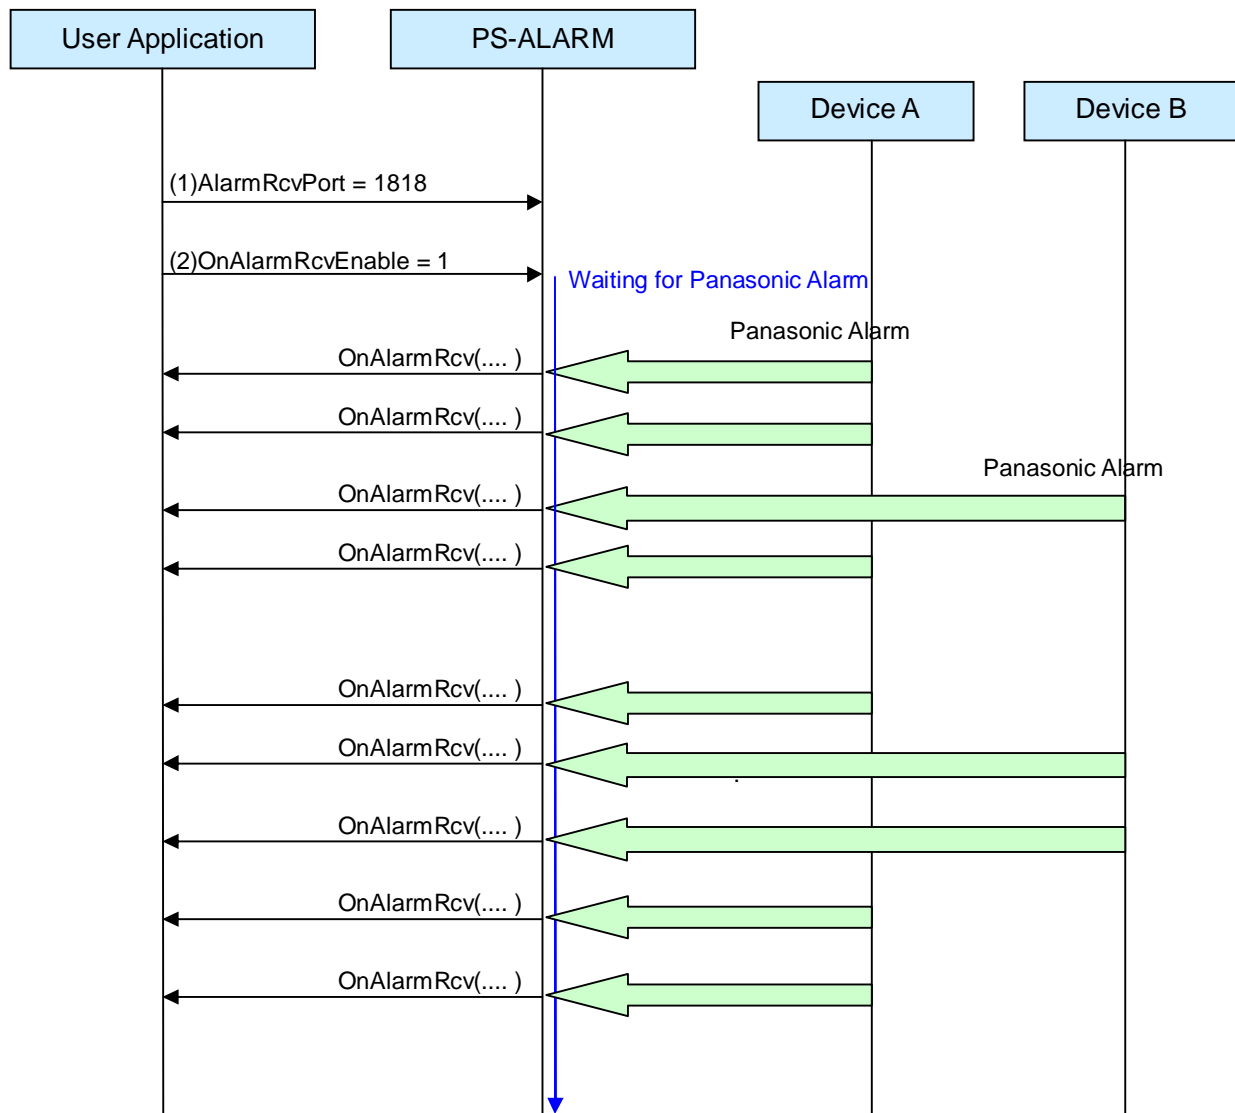 User Application
PS-ALARM
Device A
Device B
(1)AlarmRcvPort = 1818
(2)OnAlarmRcvEnable = 1
Waiting for Panasonic Alarm
Panasonic Alarm
OnAlarmRcv(.... )
OnAlarmRcv(.... )
Panasonic Alarm
OnAlarmRcv(.... )
OnAlarmRcv(.... )
OnAlarmRcv(.... )
OnAlarmRcv(.... )
OnAlarmRcv(.... )
OnAlarmRcv(.... )
OnAlarmRcv(.... )